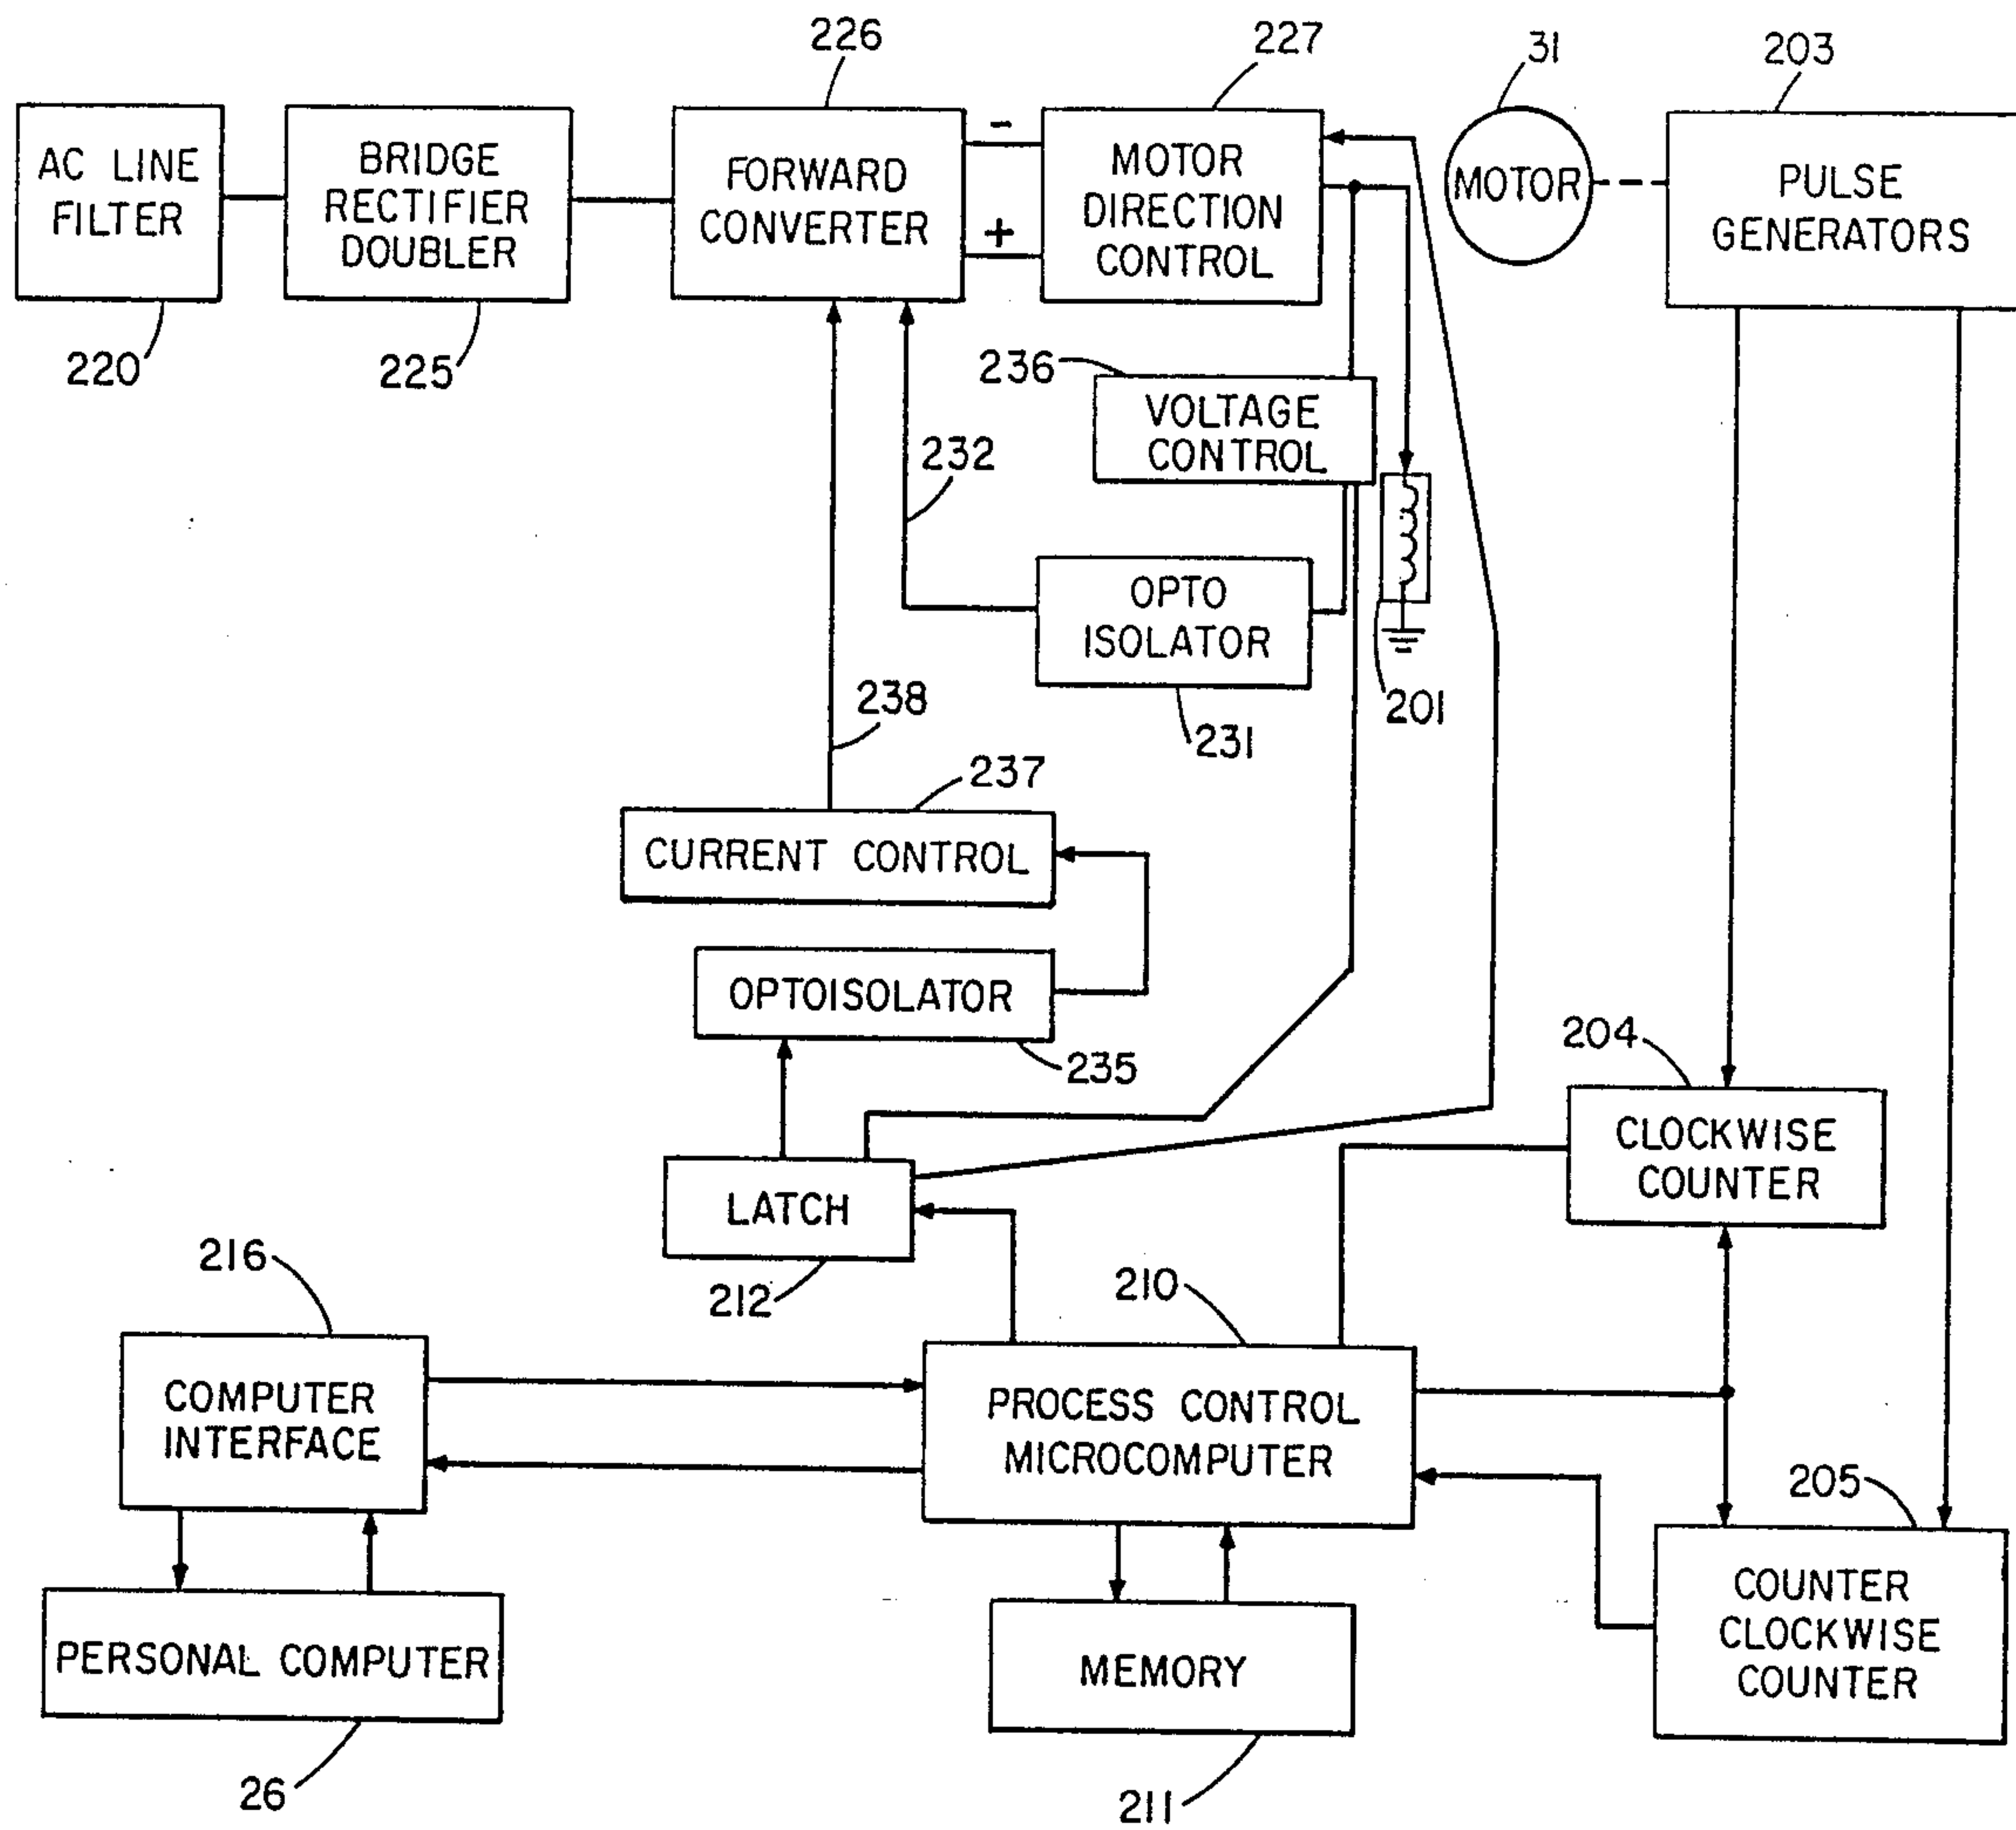 226
227
31
203
AC LINE
FILTER
BRIDGE
RECTIFIER
DOUBLER
FORWARD
CONVERTER
-
+
MOTOR
DIRECTION
CONTROL
MOTOR
PULSE
GENERATORS
220
225
236
VOLTAGE
CONTROL
232
OPTO
ISOLATOR
201
231
238
237
CURRENT CONTROL
OPTOISOLATOR
235
204
CLOCKWISE
COUNTER
LATCH
212
216
210
COMPUTER
INTERFACE
PROCESS CONTROL
MICROCOMPUTER
205
COUNTER
CLOCKWISE
COUNTER
PERSONAL COMPUTER
MEMORY
26
211